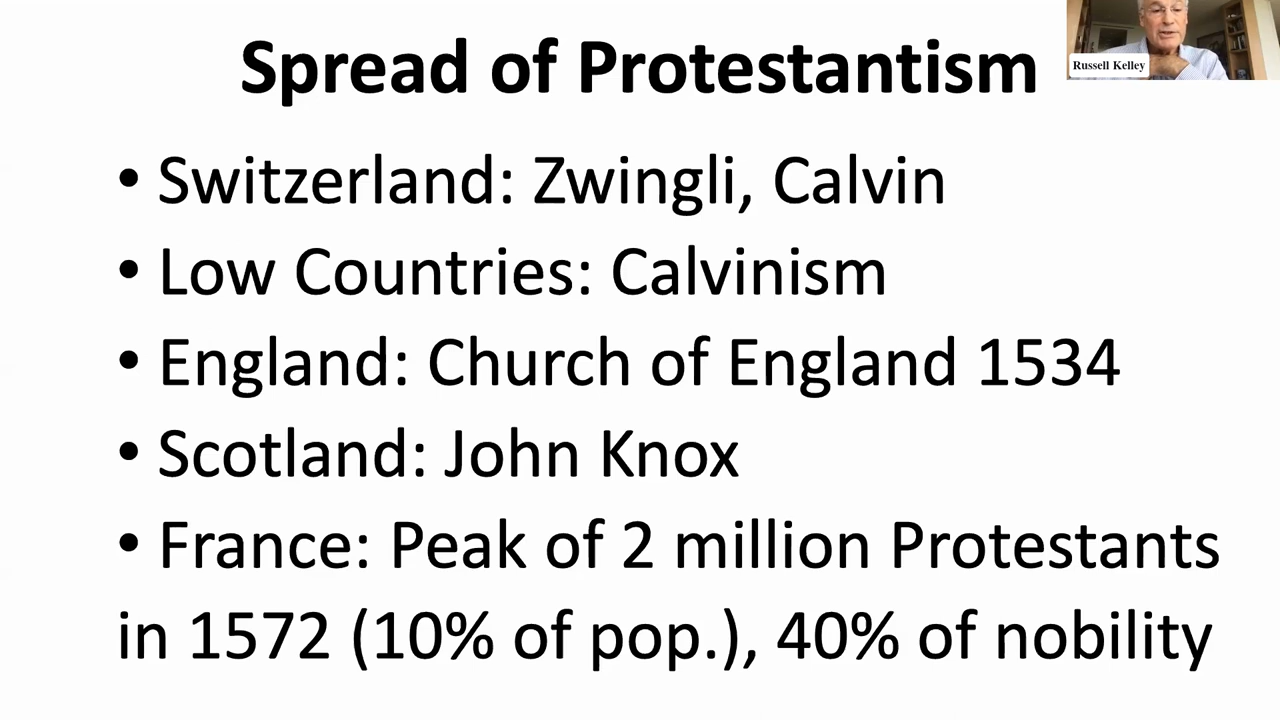 Spread of Protestantism
Russell Kelley
• Switzerland: Zwingli, Calvin
• Low Countries: Calvinism
• England: Church of England 1534
• Scotland: John Knox
• France: Peak of 2 million Protestants
in 1572 (10% of pop.), 40% of nobility